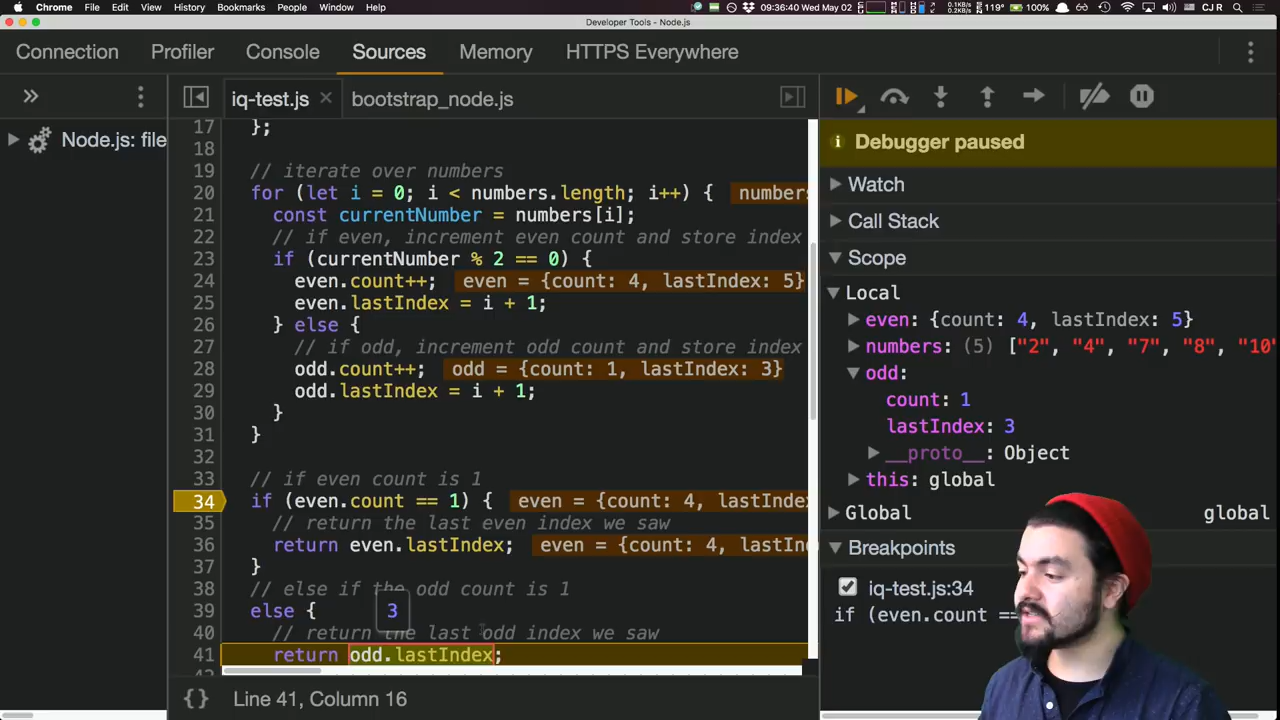 Chrome File Edit View History Bookmarks People Window Help 09:36:40 Wed May 02 0.1KB/s 0.2KB/s 119° 100% CJ R
Developer Tools - Node.js
Connection Profiler Console Sources Memory HTTPS Everywhere
iq-test.js × bootstrap_node.js
Node.js: file
17 };
18
19 // iterate over numbers
20 for (let i = 0; i < numbers.length; i++) { numbers
21 const currentNumber = numbers[i];
22 // if even, increment even count and store index
23 if (currentNumber % 2 == 0) {
24 even.count++; even = {count: 4, lastIndex: 5}
25 even.lastIndex = i + 1;
26 } else {
27 // if odd, increment odd count and store index
28 odd.count++; odd = {count: 1, lastIndex: 3}
29 odd.lastIndex = i + 1;
30 }
31 }
32
33 // if even count is 1
34 if (even.count == 1) { even = {count: 4, lastInde
35 // return the last even index we saw
36 return even.lastIndex; even = {count: 4, lastInd
37 }
38 // else if the odd count is 1
39 else {
3
40 // return the last odd index we saw
41 return odd.lastIndex;
{} Line 41, Column 16
Debugger paused
Watch
Call Stack
Scope
Local
even: {count: 4, lastIndex: 5}
numbers: (5) ["2", "4", "7", "8", "10"
odd:
count: 1
lastIndex: 3
__proto__: Object
this: global
Global global
Breakpoints
iq-test.js:34
if (even.count ==